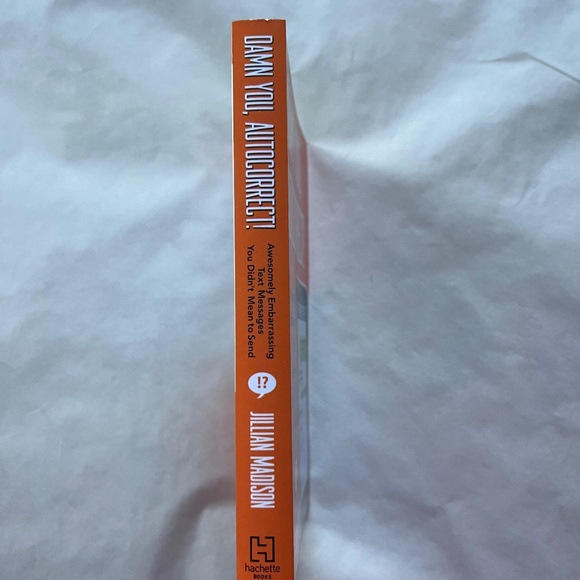 DAMN YOU, AUTOCORRECT!
Awesomely Embarrassing
Text Messages
You Didn't Mean to Send
!?
JILLIAN MADISON
hachette
BOOKS